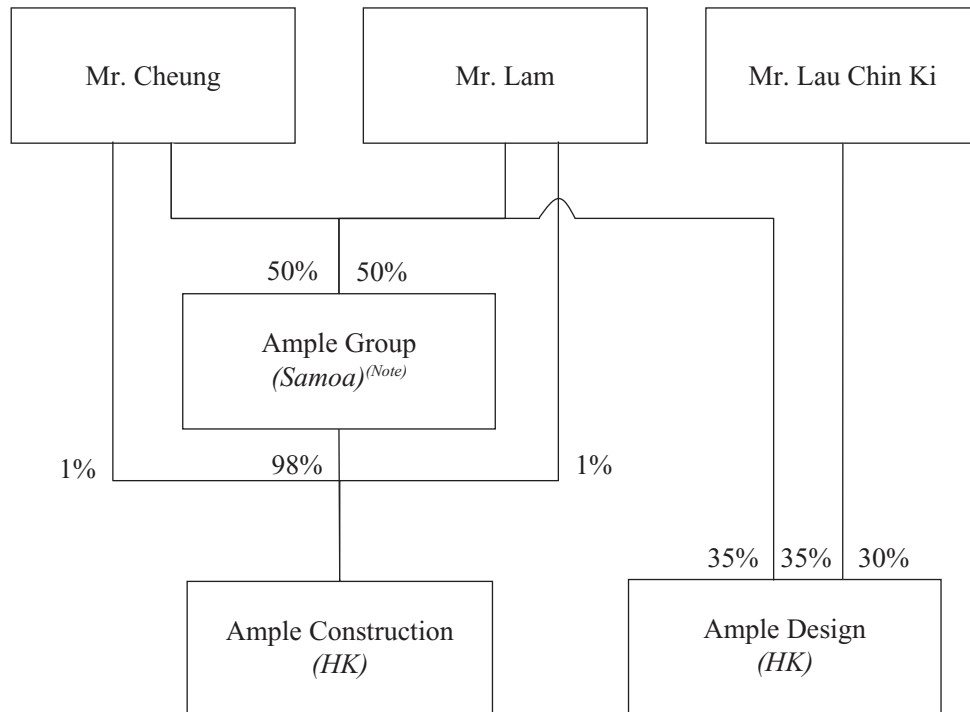 Mr. Cheung
Mr. Lam
Mr. Lau Chin Ki
50%
50%
Ample Group
(Samoa)(Note)
1%
98%
1%
35%
35%
30%
Ample Construction
(HK)
Ample Design
(HK)